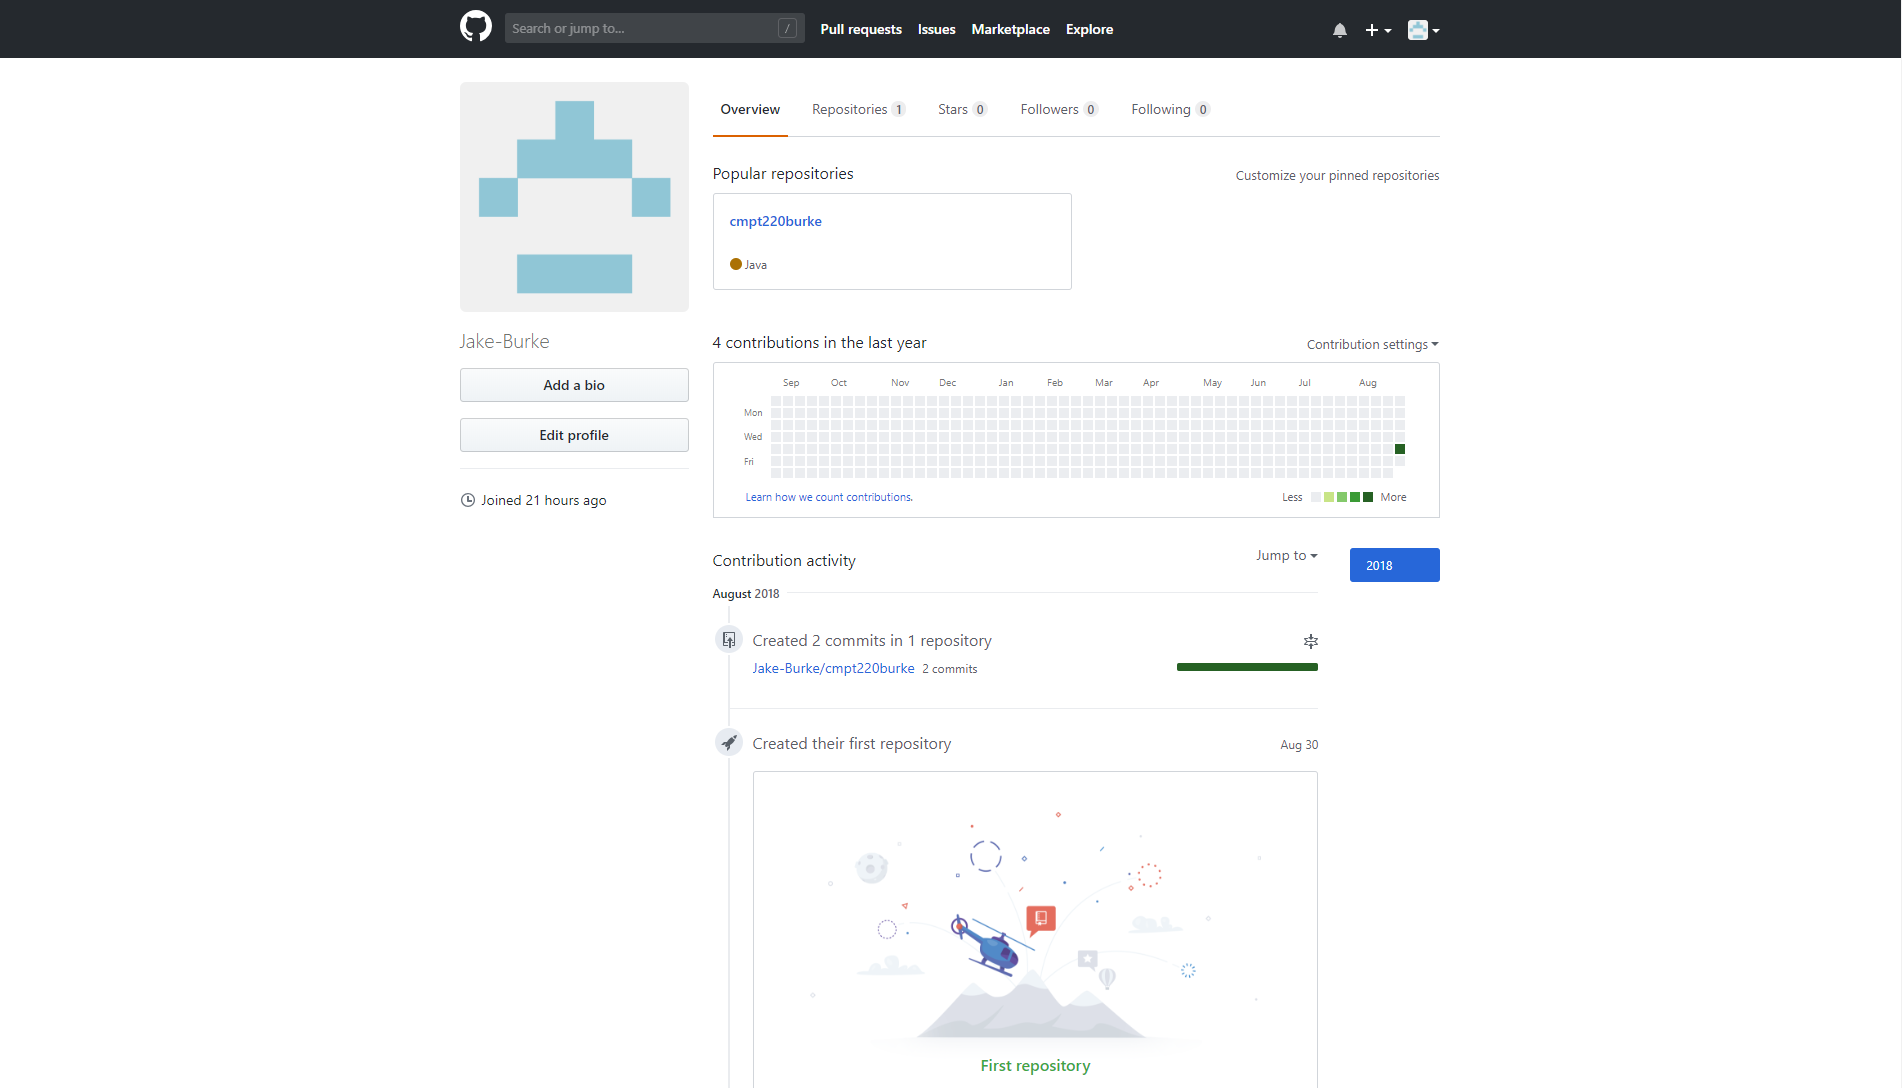 Search or jump to... /
Pull requests Issues Marketplace Explore
Overview Repositories 1 Stars 0 Followers 0 Following 0
Popular repositories
Customize your pinned repositories
cmpt220burke
Java
Jake-Burke
Add a bio
Edit profile
Joined 21 hours ago
4 contributions in the last year
Contribution settings
Sep Oct Nov Dec Jan Feb Mar Apr May Jun Jul Aug
Mon
Wed
Fri
Learn how we count contributions.
Less More
Contribution activity
Jump to
2018
August 2018
Created 2 commits in 1 repository
Jake-Burke/cmpt220burke 2 commits
Created their first repository
Aug 30
First repository